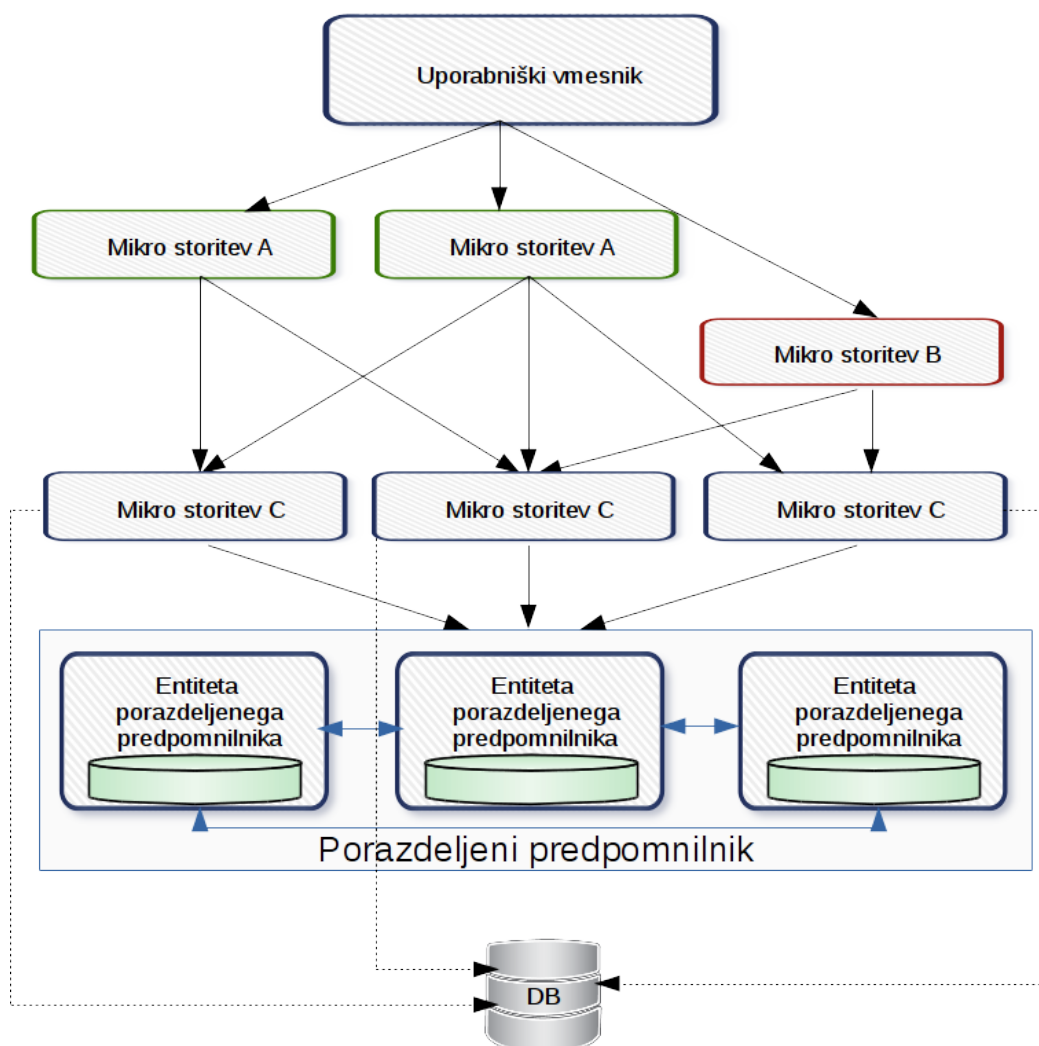 Uporabniški vmesnik
Mikro storitev A
Mikro storitev A
Mikro storitev B
Mikro storitev C
Mikro storitev C
Mikro storitev C
Entiteta
porazdeljenega
predpomnilnika
Entiteta
porazdeljenega
predpomnilnika
Entiteta
porazdeljenega
predpomnilnika
Porazdeljeni predpomnilnik
DB